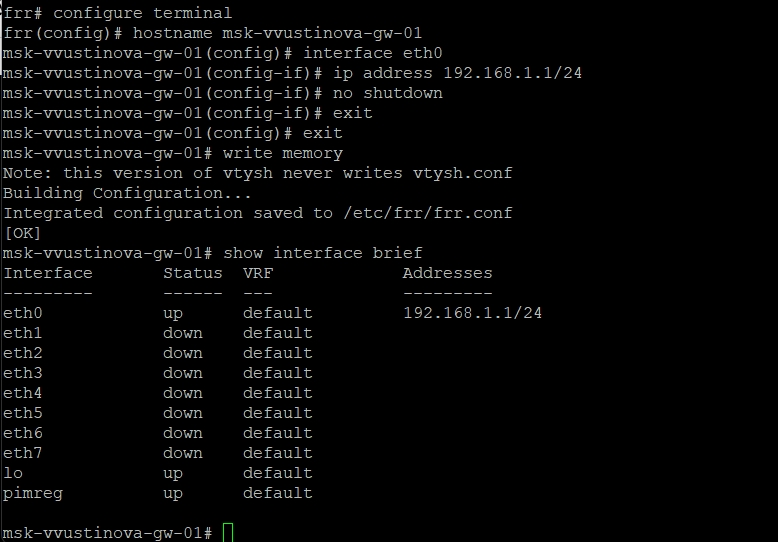 frr# configure terminal
frr(config)# hostname msk-vvustinova-gw-01
msk-vvustinova-gw-01(config)# interface eth0
msk-vvustinova-gw-01(config-if)# ip address 192.168.1.1/24
msk-vvustinova-gw-01(config-if)# no shutdown
msk-vvustinova-gw-01(config-if)# exit
msk-vvustinova-gw-01(config)# exit
msk-vvustinova-gw-01# write memory
Note: this version of vtysh never writes vtysh.conf
Building Configuration...
Integrated configuration saved to /etc/frr/frr.conf
[OK]
msk-vvustinova-gw-01# show interface brief
Interface       Status  VRF             Addresses
---------       ------  ---             ---------
eth0            up      default         192.168.1.1/24
eth1            down    default
eth2            down    default
eth3            down    default
eth4            down    default
eth5            down    default
eth6            down    default
eth7            down    default
lo              up      default
pimreg          up      default
msk-vvustinova-gw-01#